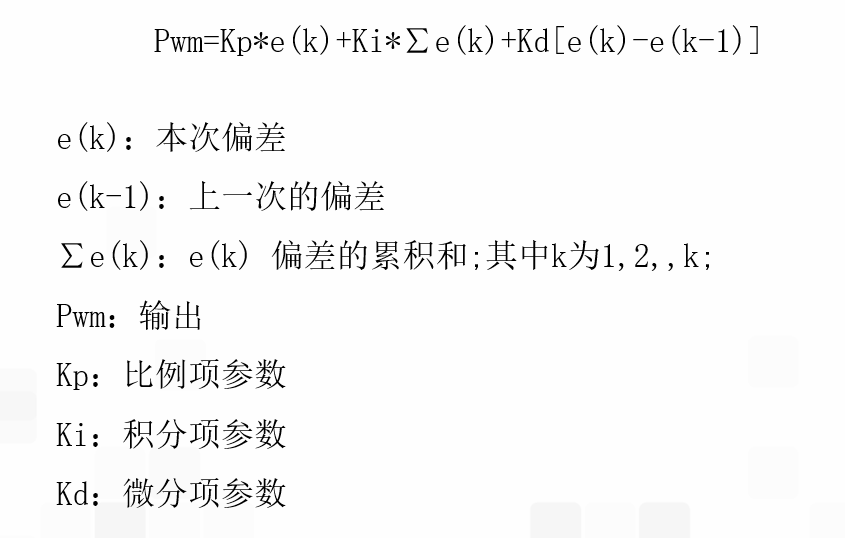 Pwm=Kp*e(k)+Ki*∑e(k)+Kd[e(k)-e(k-1)]
e(k): 本次偏差
e(k-1): 上一次的偏差
∑e(k): e(k) 偏差的累积和;其中k为1,2,,k;
Pwm: 输出
Kp: 比例项参数
Ki: 积分项参数
Kd: 微分项参数